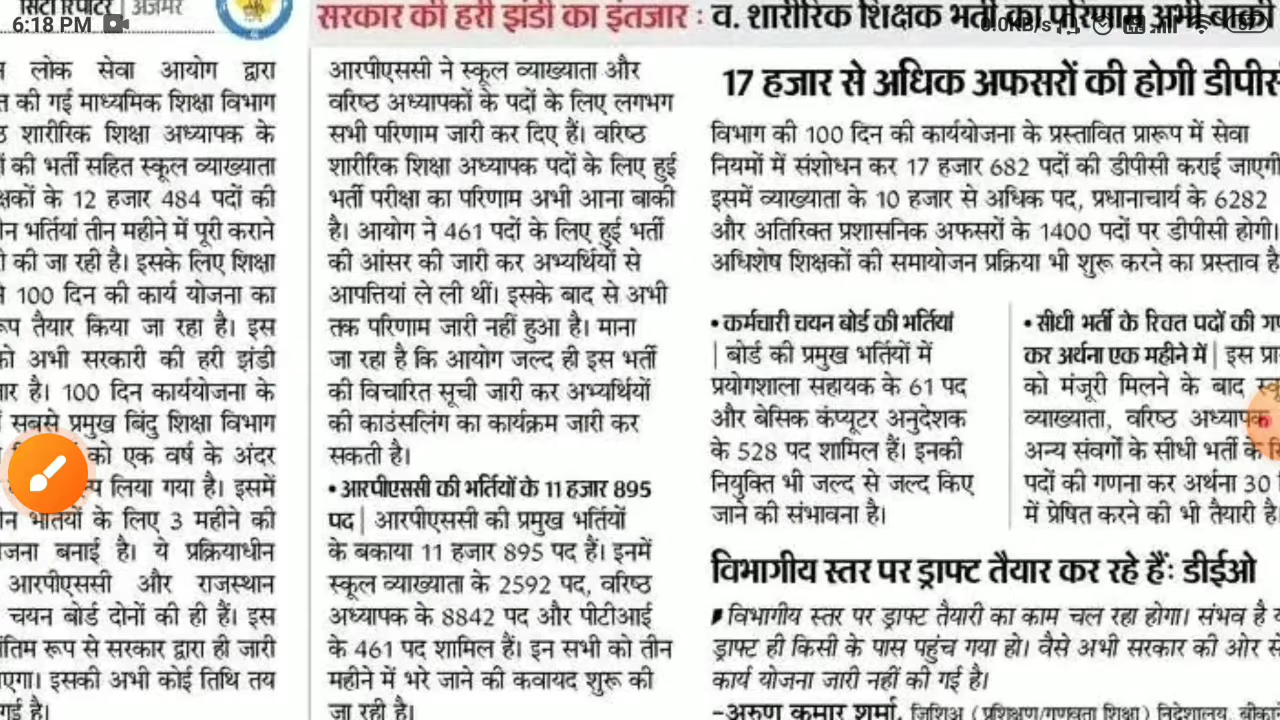 6:18 PM
सिटी रिपोर्टर | अजमेर
सरकार की हरी झंडी का इंतजार : व. शारीरिक शिक्षक भर्ती का परिणाम अभी बाकी
0.0KB/s
लोक सेवा आयोग द्वारा
की गई माध्यमिक शिक्षा विभाग
शारीरिक शिक्षा अध्यापक के
की भर्ती सहित स्कूल व्याख्याता
के 12 हजार 484 पदों की
भर्तियां तीन महीने में पूरी कराने
की जा रही है। इसके लिए शिक्षा
100 दिन की कार्य योजना का
तैयार किया जा रहा है। इस
अभी सरकारी की हरी झंडी
है। 100 दिन कार्ययोजना के
सबसे प्रमुख बिंदु शिक्षा विभाग
को एक वर्ष के अंदर
लिया गया है। इसमें
भर्तियों के लिए 3 महीने की
बनाई है। ये प्रक्रियाधीन
आरपीएससी और राजस्थान
चयन बोर्ड दोनों की ही हैं। इस
रूप से सरकार द्वारा ही जारी
इसकी अभी कोई तिथि तय
है।
आरपीएससी ने स्कूल व्याख्याता और
वरिष्ठ अध्यापकों के पदों के लिए लगभग
सभी परिणाम जारी कर दिए हैं। वरिष्ठ
शारीरिक शिक्षा अध्यापक पदों के लिए हुई
भर्ती परीक्षा का परिणाम अभी आना बाकी
है। आयोग ने 461 पदों के लिए हुई भर्ती
की आंसर की जारी कर अभ्यर्थियों से
आपत्तियां ले ली थीं। इसके बाद से अभी
तक परिणाम जारी नहीं हुआ है। माना
जा रहा है कि आयोग जल्द ही इस भर्ती
की विचारित सूची जारी कर अभ्यर्थियों
की काउंसलिंग का कार्यक्रम जारी कर
सकती है।
• आरपीएससी की भर्तियों के 11 हजार 895
पद | आरपीएससी की प्रमुख भर्तियों
के बकाया 11 हजार 895 पद हैं। इनमें
स्कूल व्याख्याता के 2592 पद, वरिष्ठ
अध्यापक के 8842 पद और पीटीआई
के 461 पद शामिल हैं। इन सभी को तीन
महीने में भरे जाने की कवायद शुरू की
जा रही है।
17 हजार से अधिक अफसरों की होगी डीपीसी
विभाग की 100 दिन की कार्ययोजना के प्रस्तावित प्रारूप में सेवा
नियमों में संशोधन कर 17 हजार 682 पदों की डीपीसी कराई जाएगी
इसमें व्याख्याता के 10 हजार से अधिक पद, प्रधानाचार्य के 6282
और अतिरिक्त प्रशासनिक अफसरों के 1400 पदों पर डीपीसी होगी।
अधिशेष शिक्षकों की समायोजन प्रक्रिया भी शुरू करने का प्रस्ताव है
• कर्मचारी चयन बोर्ड की भर्तियां
| बोर्ड की प्रमुख भर्तियों में
प्रयोगशाला सहायक के 61 पद
और बेसिक कंप्यूटर अनुदेशक
के 528 पद शामिल हैं। इनकी
नियुक्ति भी जल्द से जल्द किए
जाने की संभावना है।
• सीधी भर्ती के रिक्त पदों की
कर अर्थना एक महीने में | इस
को मंजूरी मिलने के बाद
व्याख्याता, वरिष्ठ अध्यापक
अन्य संवर्गों के सीधी भर्ती के
पदों की गणना कर अर्थना 30
में प्रेषित करने की भी तैयारी है
विभागीय स्तर पर ड्राफ्ट तैयार कर रहे हैंः डीईओ
विभागीय स्तर पर ड्राफ्ट तैयारी का काम चल रहा होगा। संभव है
ड्राफ्ट ही किसी के पास पहुंच गया हो। वैसे अभी सरकार की ओर से
कार्य योजना जारी नहीं की गई है।
-अरुण कुमार शर्मा, जिशिअ (प्रशिक्षण/गुणवत्ता शिक्षा) निदेशालय,